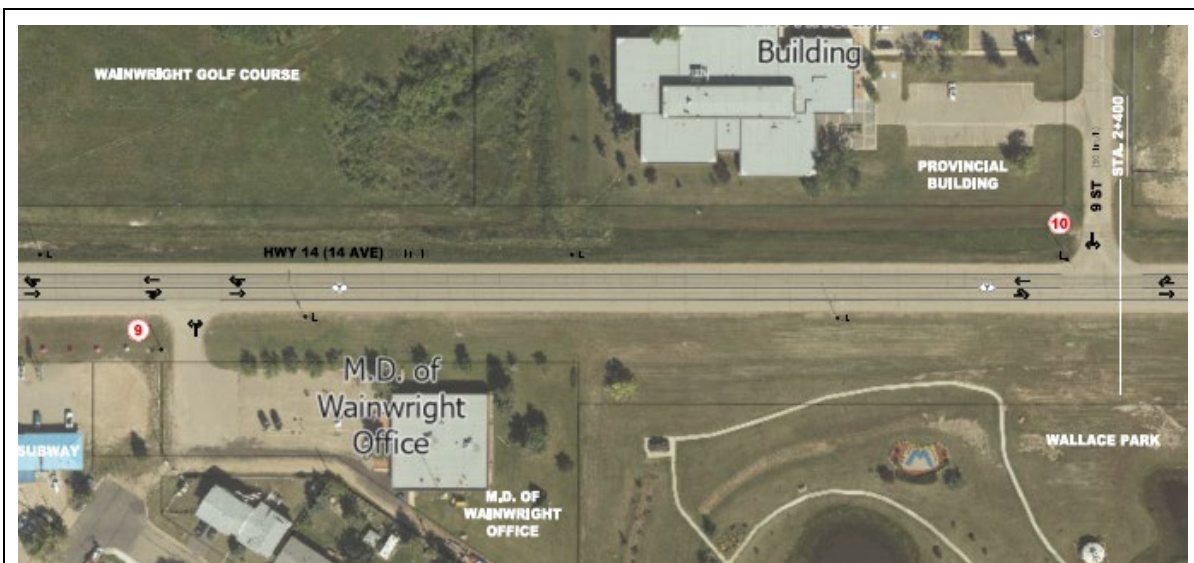 Building
WAINWRIGHT GOLF COURSE
PROVINCIAL
BUILDING
STA. 2+400
9 ST
10
HWY 14 (14 AVE)
L
L
L
9
L
L
M.D. of
Wainwright
Office
SUBWAY
WALLACE PARK
M.D. OF
WAINWRIGHT
OFFICE